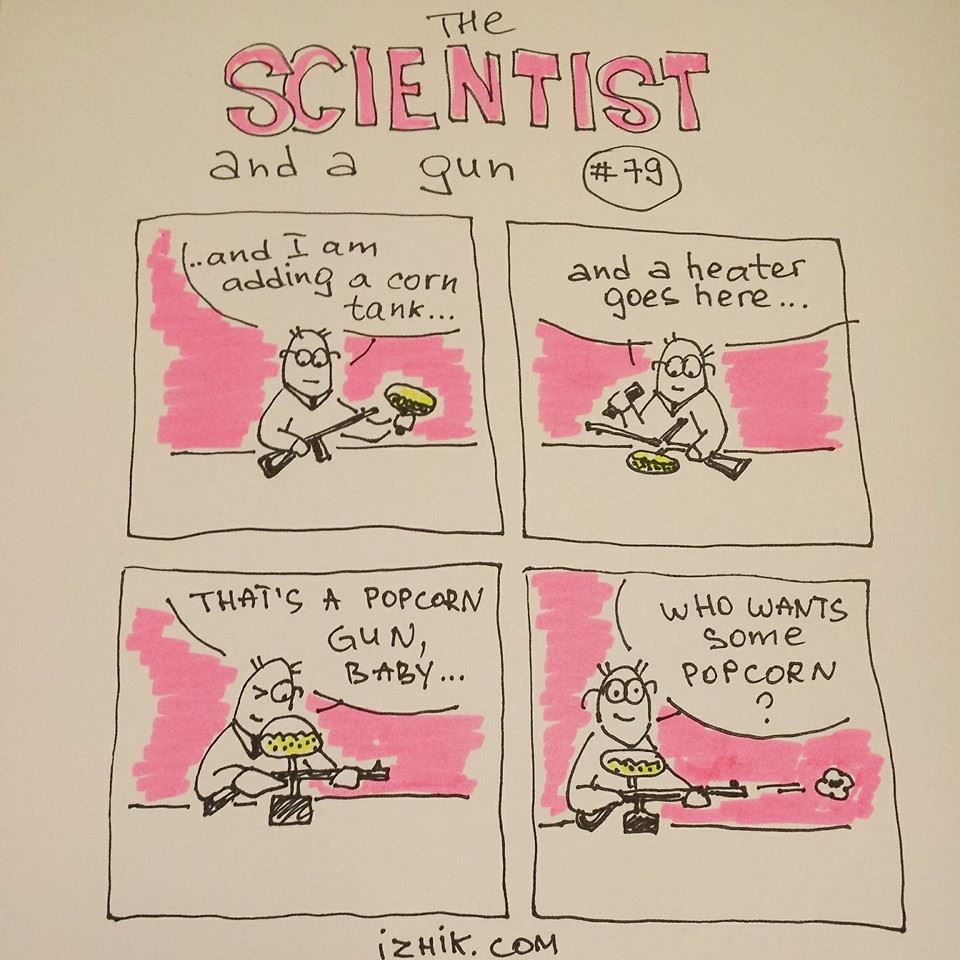 THe
SCIENTIST
and a gun #79
..and I am
adding a corn
tank...
and a heater
goes here...
THAT'S A POPCORN
GUN,
BABY...
WHO WANTS
some
POPCORN
?
iZHiK.COM